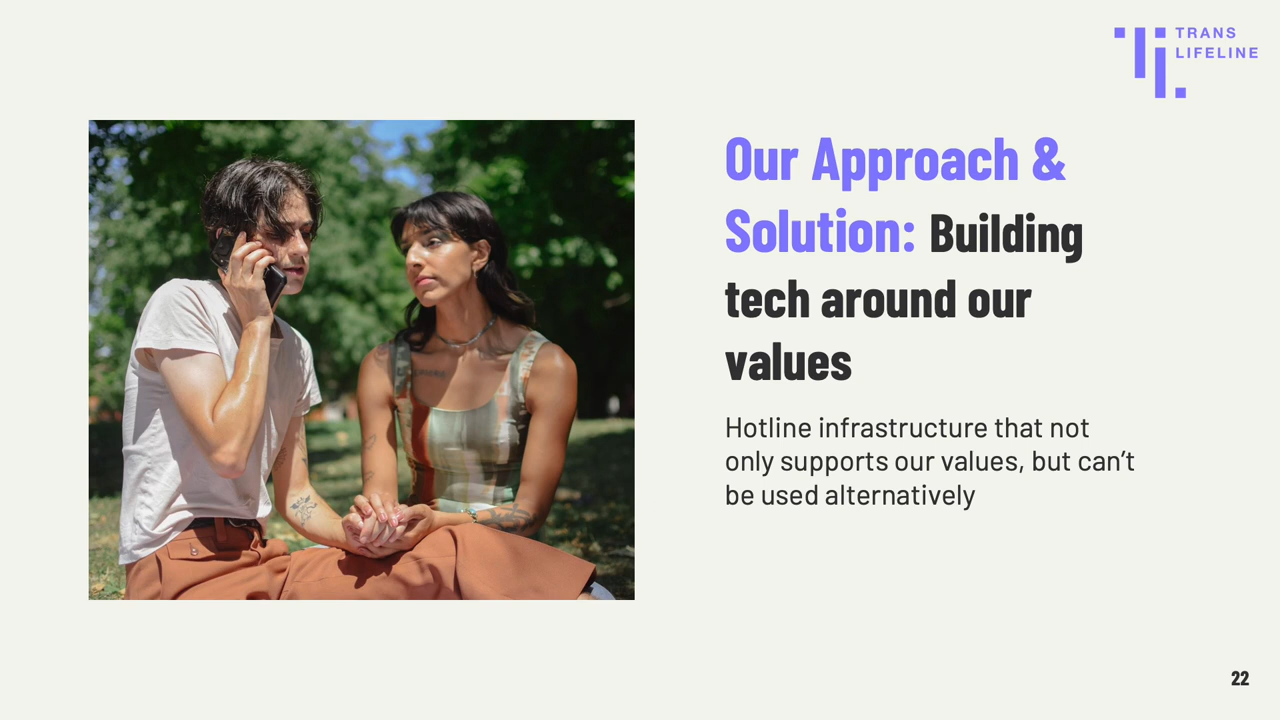 TRANS
LIFELINE
Our Approach &
Solution: Building
tech around our
values
Hotline infrastructure that not
only supports our values, but can’t
be used alternatively
22